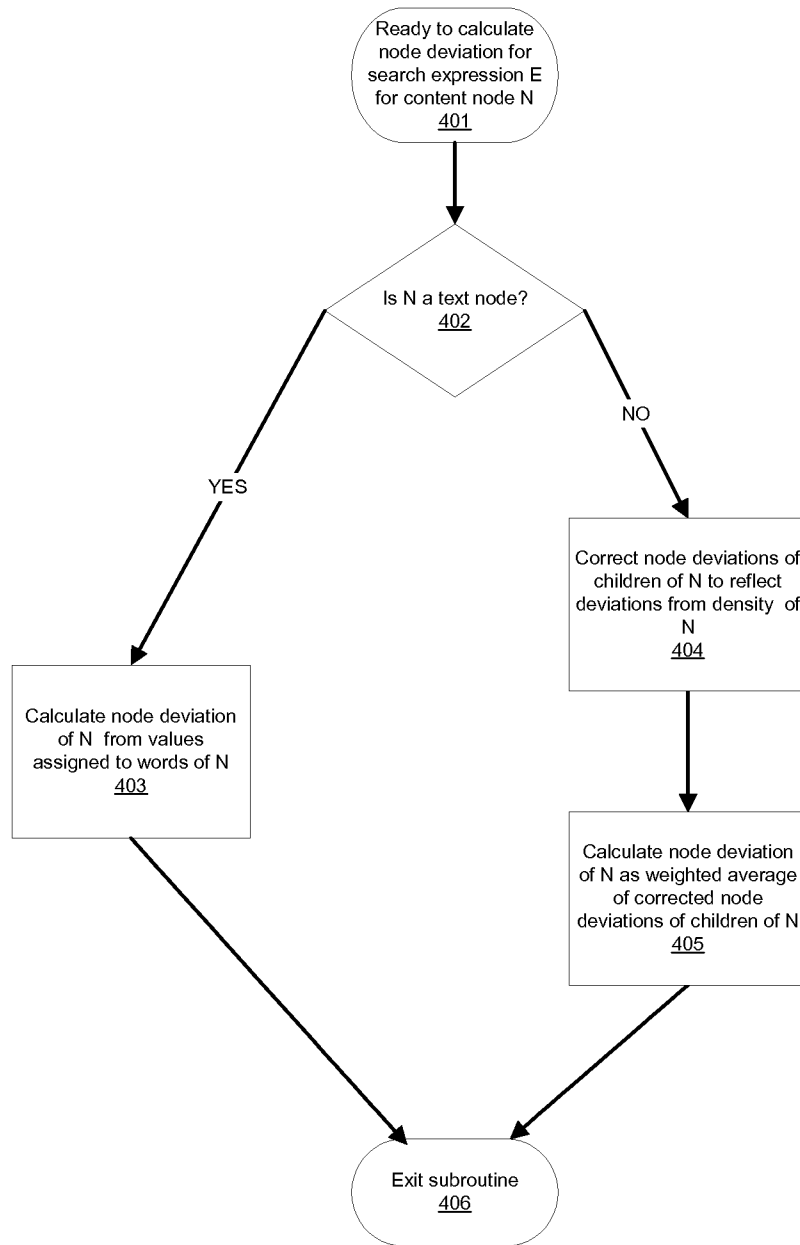 Ready to calculate
node deviation for
search expression E
for content node N
401
Is N a text node?
402
NO
YES
Correct node deviations of
children of N to reflect
deviations from density of
N
404
Calculate node deviation
of N from values
assigned to words of N
403
Calculate node deviation
of N as weighted average
of corrected node
deviations of children of N
405
Exit subroutine
406